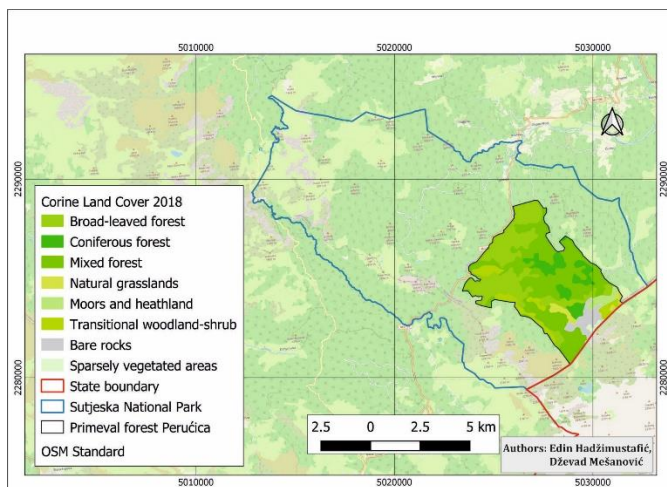 5010000
5020000
5030000
2290000
2290000
Corine Land Cover 2018
Broad-leaved forest
Coniferous forest
Mixed forest
Natural grasslands
Moors and heathland
Transitional woodland-shrub
Bare rocks
Sparsely vegetated areas
State boundary
Sutjeska National Park
Primeval forest Perućica
OSM Standard
2280000
2280000
2.5 0 2.5 5 km
Authors: Edin Hadžimustafić,
Dževad Mešanović
5010000
5020000
5030000